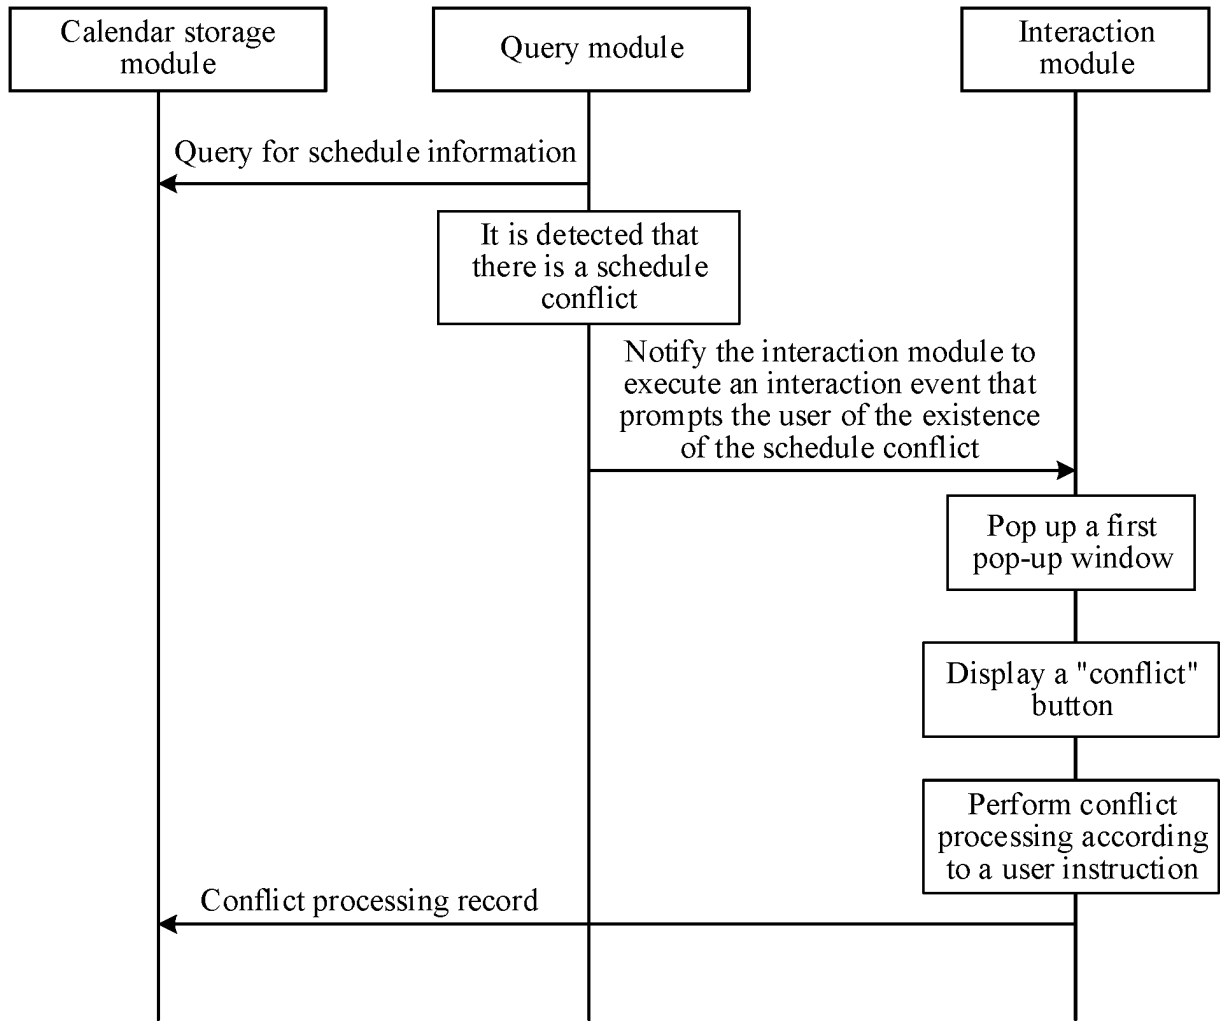 Calendar storage
module
Query module
Interaction
module
Query for schedule information
It is detected that
there is a schedule
conflict
Notify the interaction module to
execute an interaction event that
prompts the user of the existence
of the schedule conflict
Pop up a first
pop-up window
Display a "conflict"
button
Perform conflict
processing according
to a user instruction
Conflict processing record